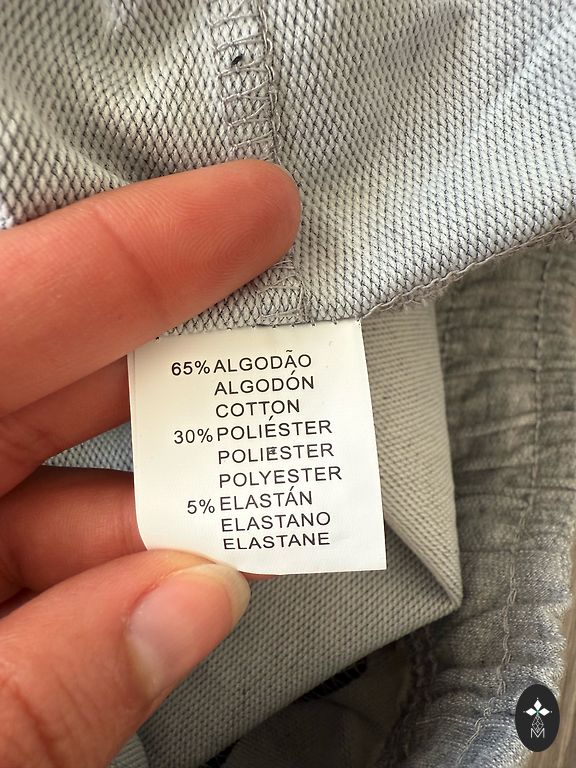 65% ALGODÃO
ALGODÓN
COTTON
30% POLIÉSTER
POLIESTER
POLYESTER
5% ELASTÁN
ELASTANO
ELASTANE
M